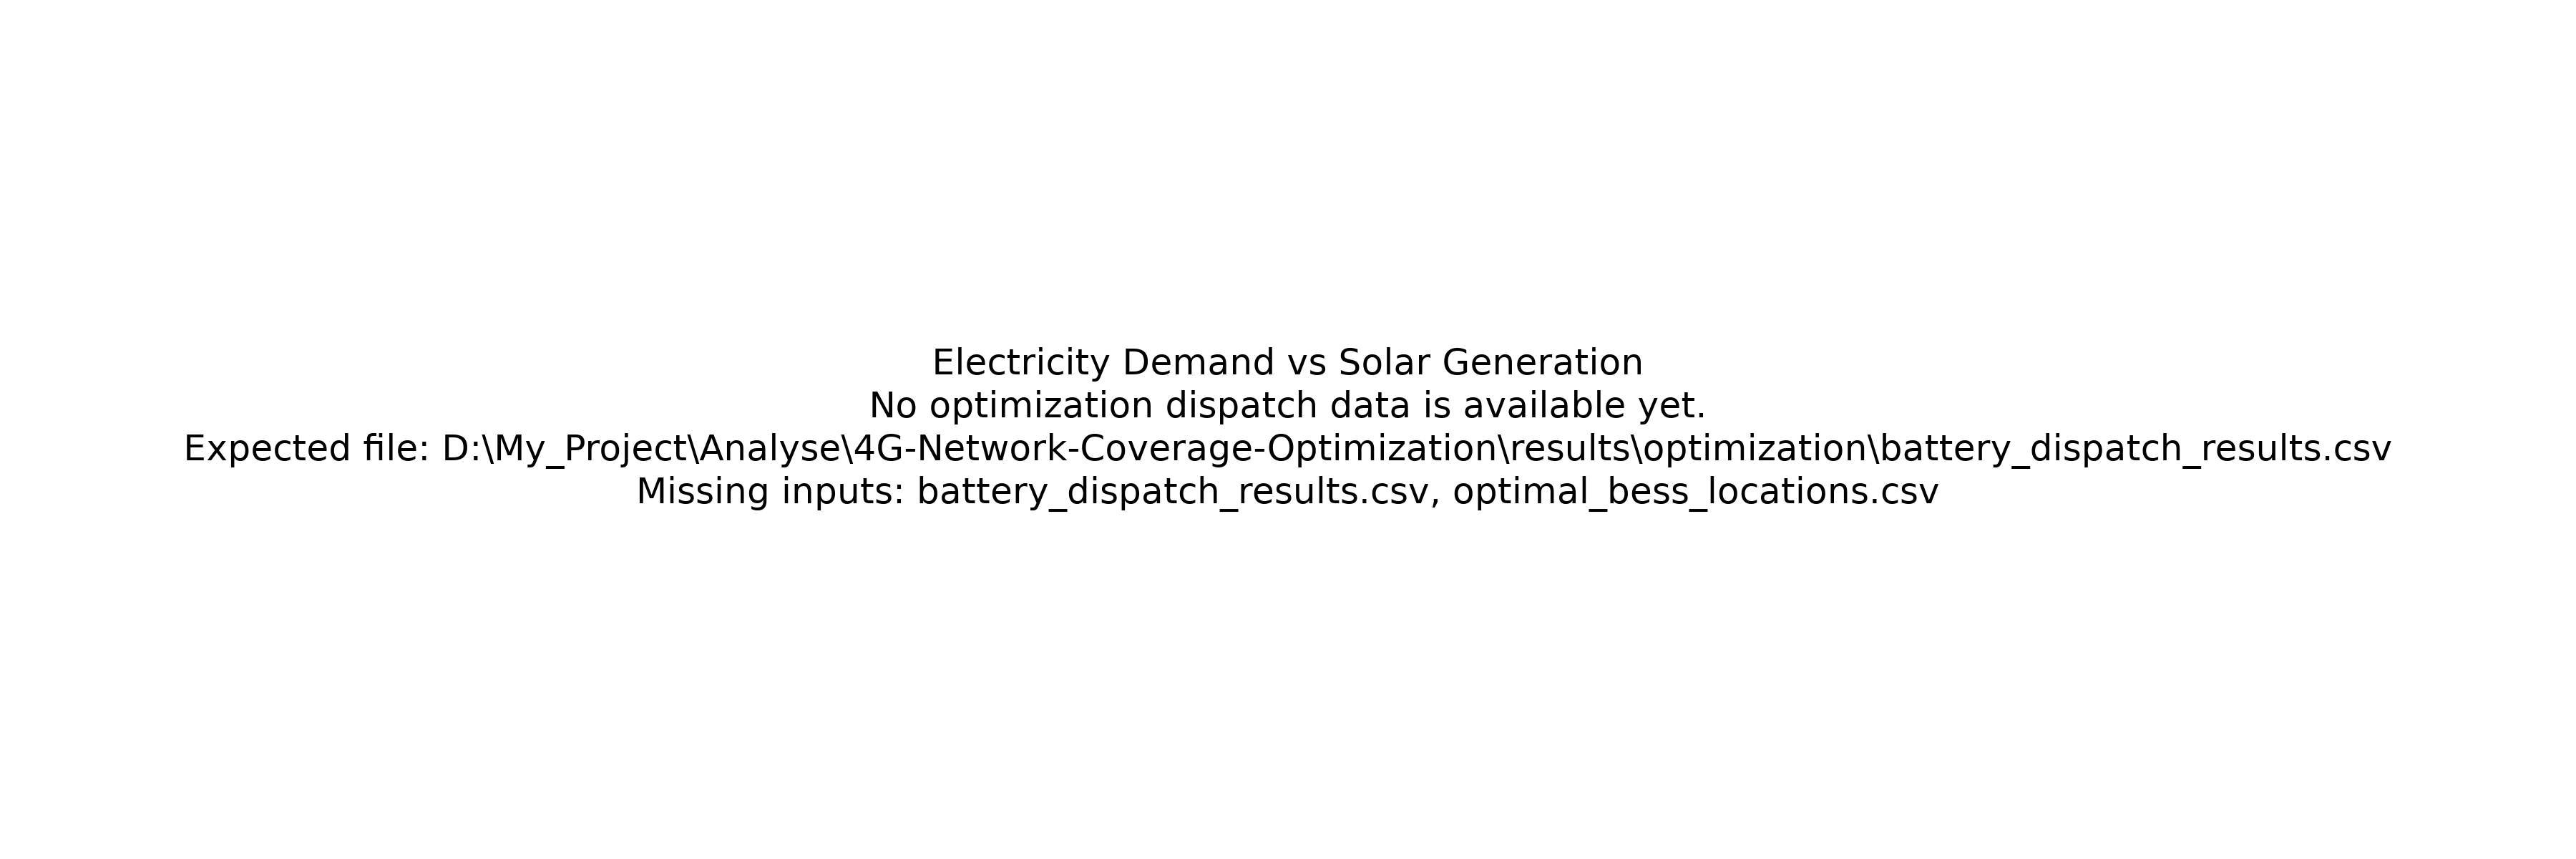 Electricity Demand vs Solar Generation
No optimization dispatch data is available yet.
Expected file: D:\My_Project\Analyse\4G-Network-Coverage-Optimization\results\optimization\battery_dispatch_results.csv
Missing inputs: battery_dispatch_results.csv, optimal_bess_locations.csv